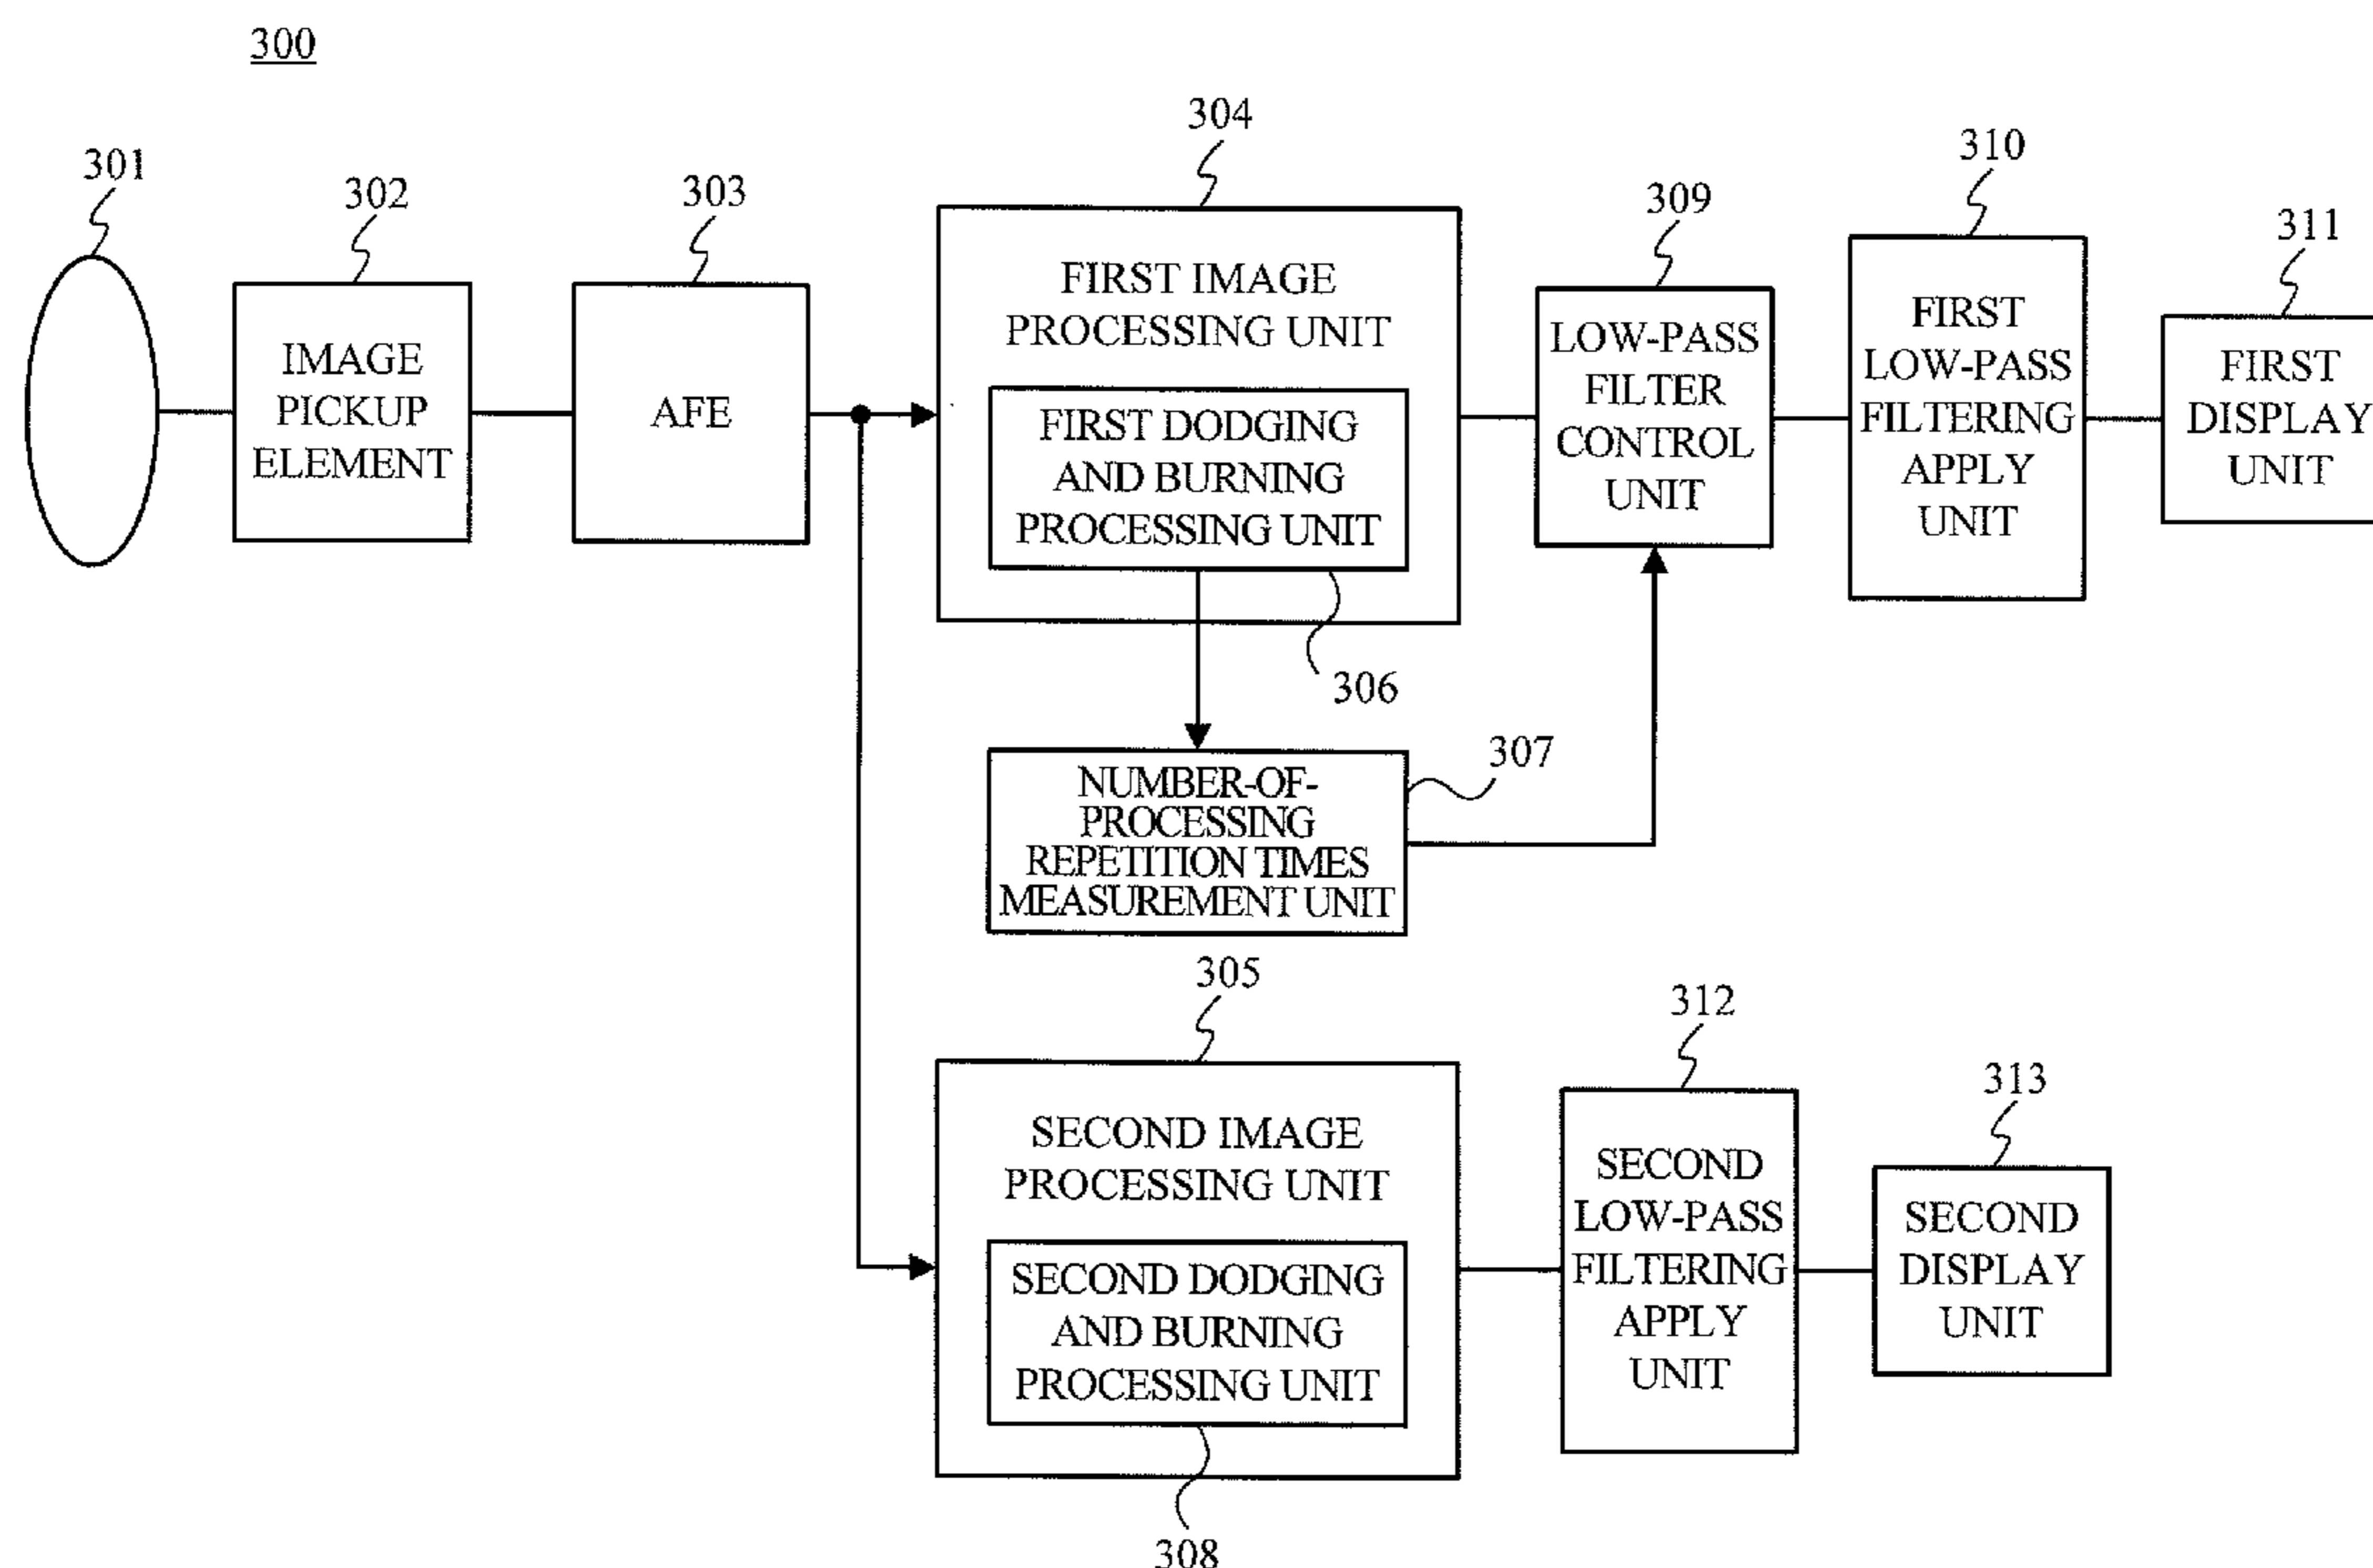 300
301
302
303
304
309
310
311
IMAGE
PICKUP
ELEMENT
AFE
FIRST IMAGE
PROCESSING UNIT
FIRST DODGING
AND BURNING
PROCESSING UNIT
LOW-PASS
FILTER
CONTROL
UNIT
FIRST
LOW-PASS
FILTERING
APPLY
UNIT
FIRST
DISPLAY
UNIT
306
307
NUMBER-OF-
PROCESSING
REPETITION TIMES
MEASUREMENT UNIT
305
312
313
SECOND IMAGE
PROCESSING UNIT
SECOND DODGING
AND BURNING
PROCESSING UNIT
SECOND
LOW-PASS
FILTERING
APPLY
UNIT
SECOND
DISPLAY
UNIT
308